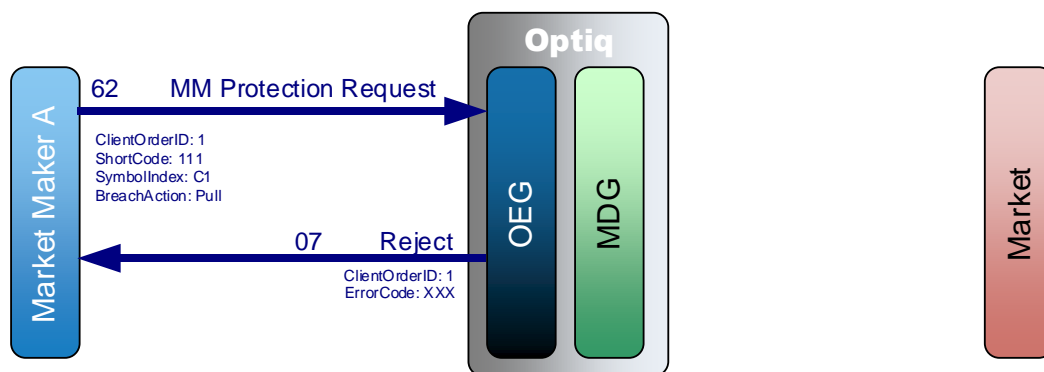 Optiq
62 MM Protection Request
ClientOrderID: 1
ShortCode: 111
SymbolIndex: C1
BreachAction: Pull
07 Reject
ClientOrderID: 1
ErrorCode: XXX
Market Maker A
OEG
MDG
Market